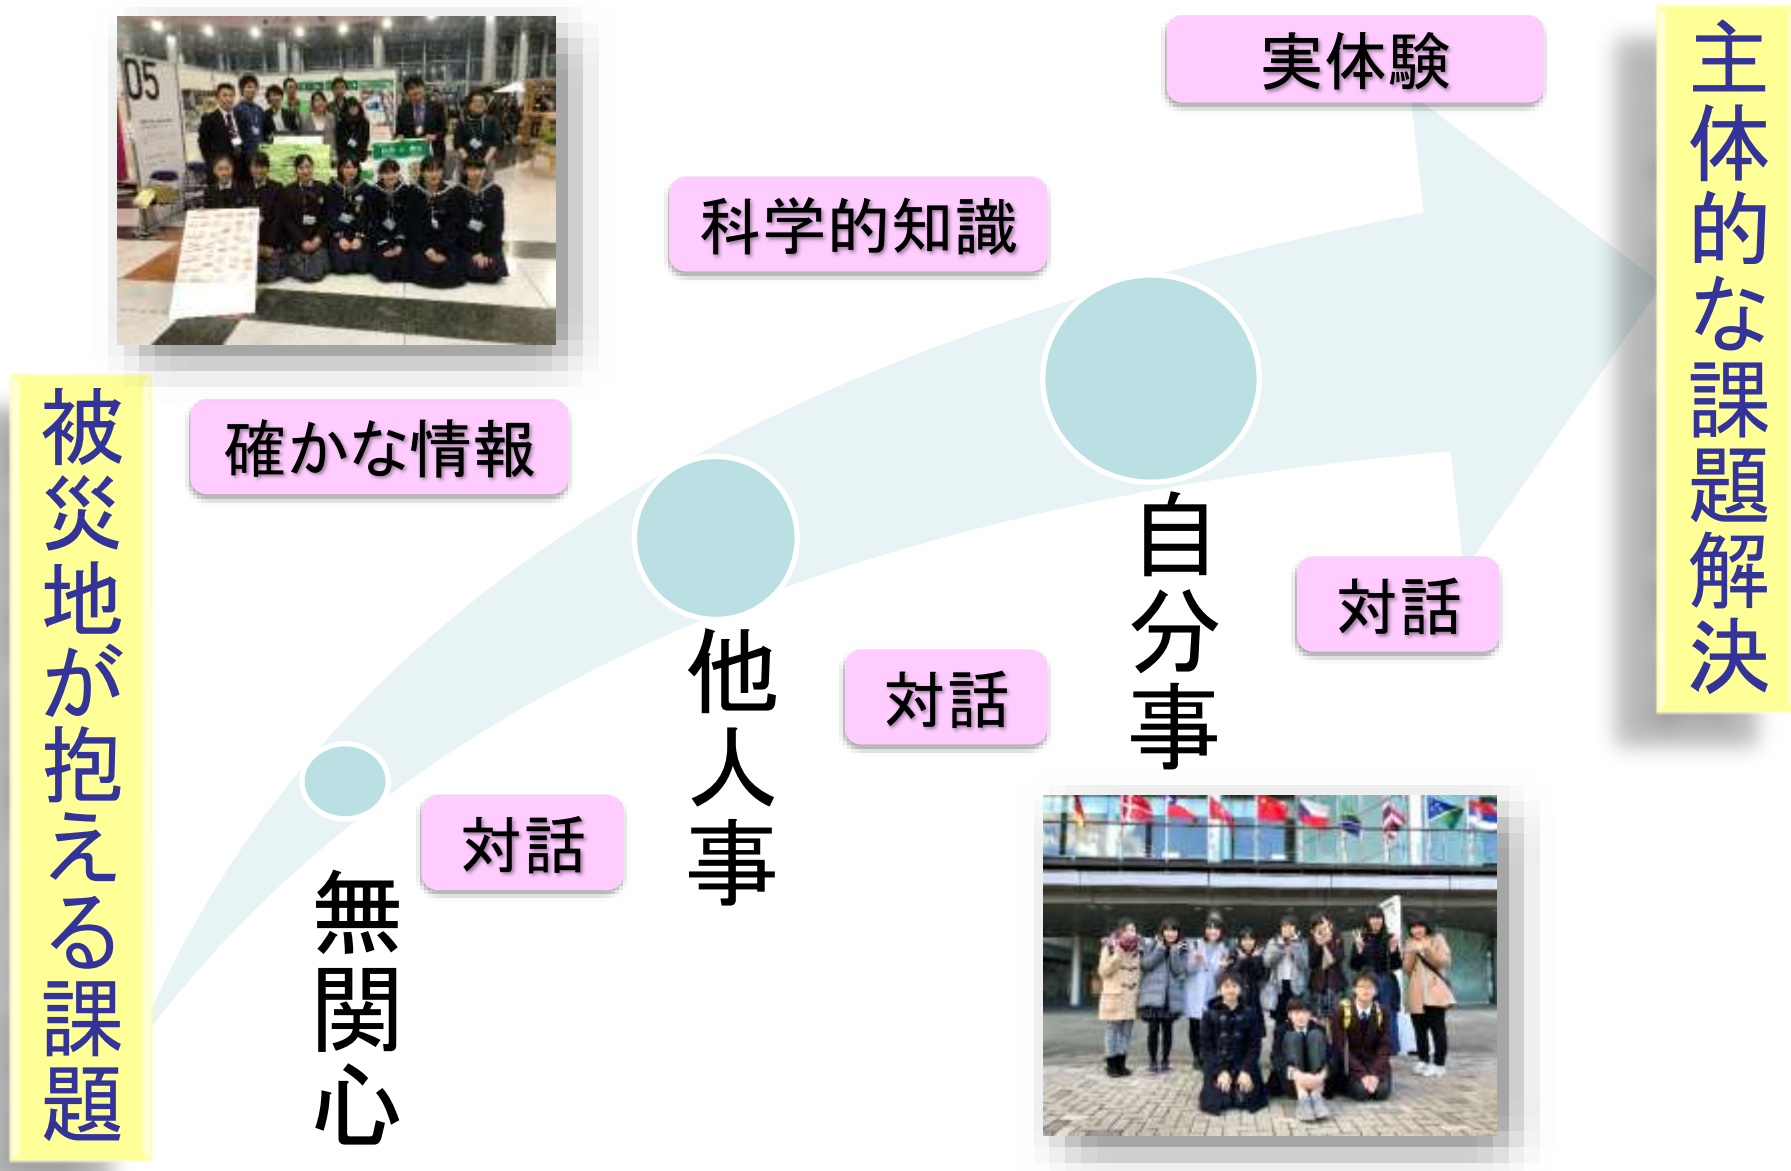 05
被災地が抱える課題
確かな情報
無関心
対話
科学的知識
他人事
対話
実体験
自分事
対話
主体的な課題解決